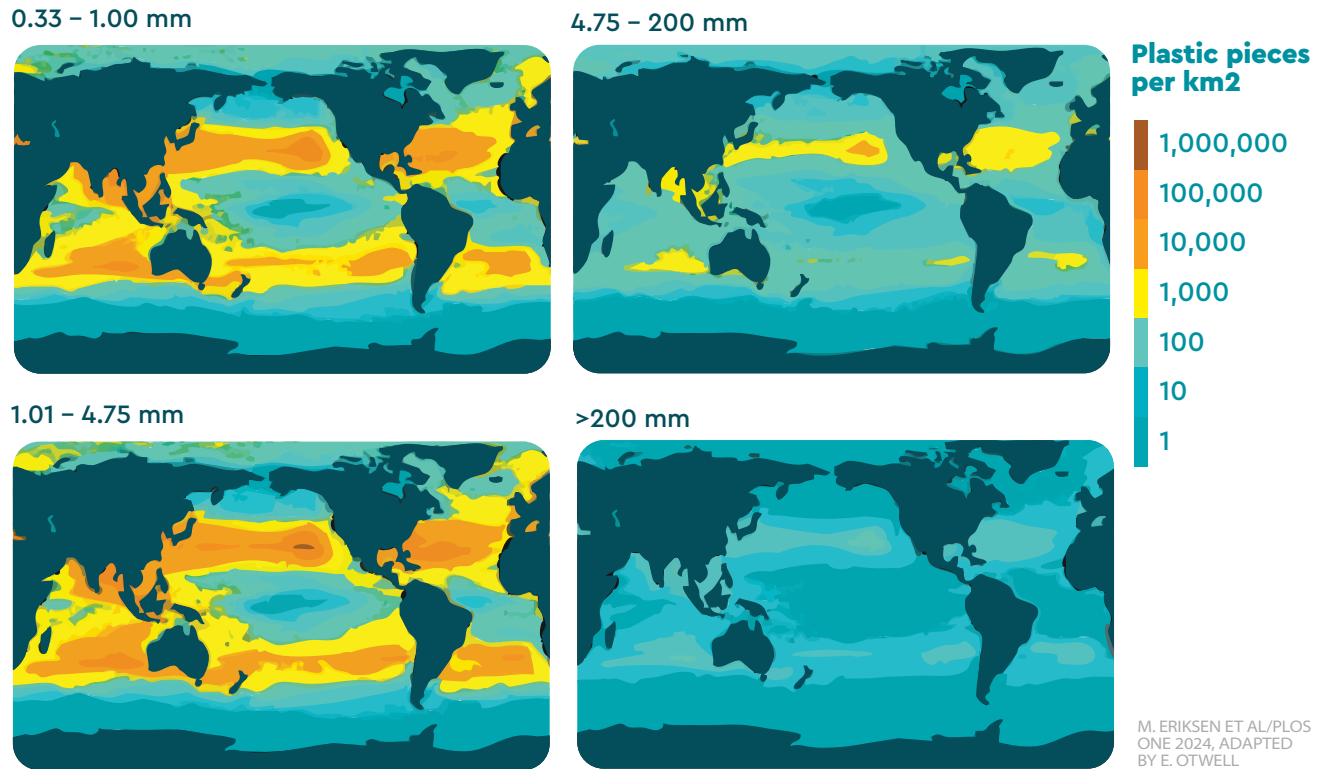 0.33 – 1.00 mm
4.75 – 200 mm
Plastic pieces
per km2
1,000,000
100,000
10,000
1,000
100
10
1
1.01 – 4.75 mm
>200 mm
M. ERIKSEN ET AL/PLOS
ONE 2024, ADAPTED
BY E. OTWELL